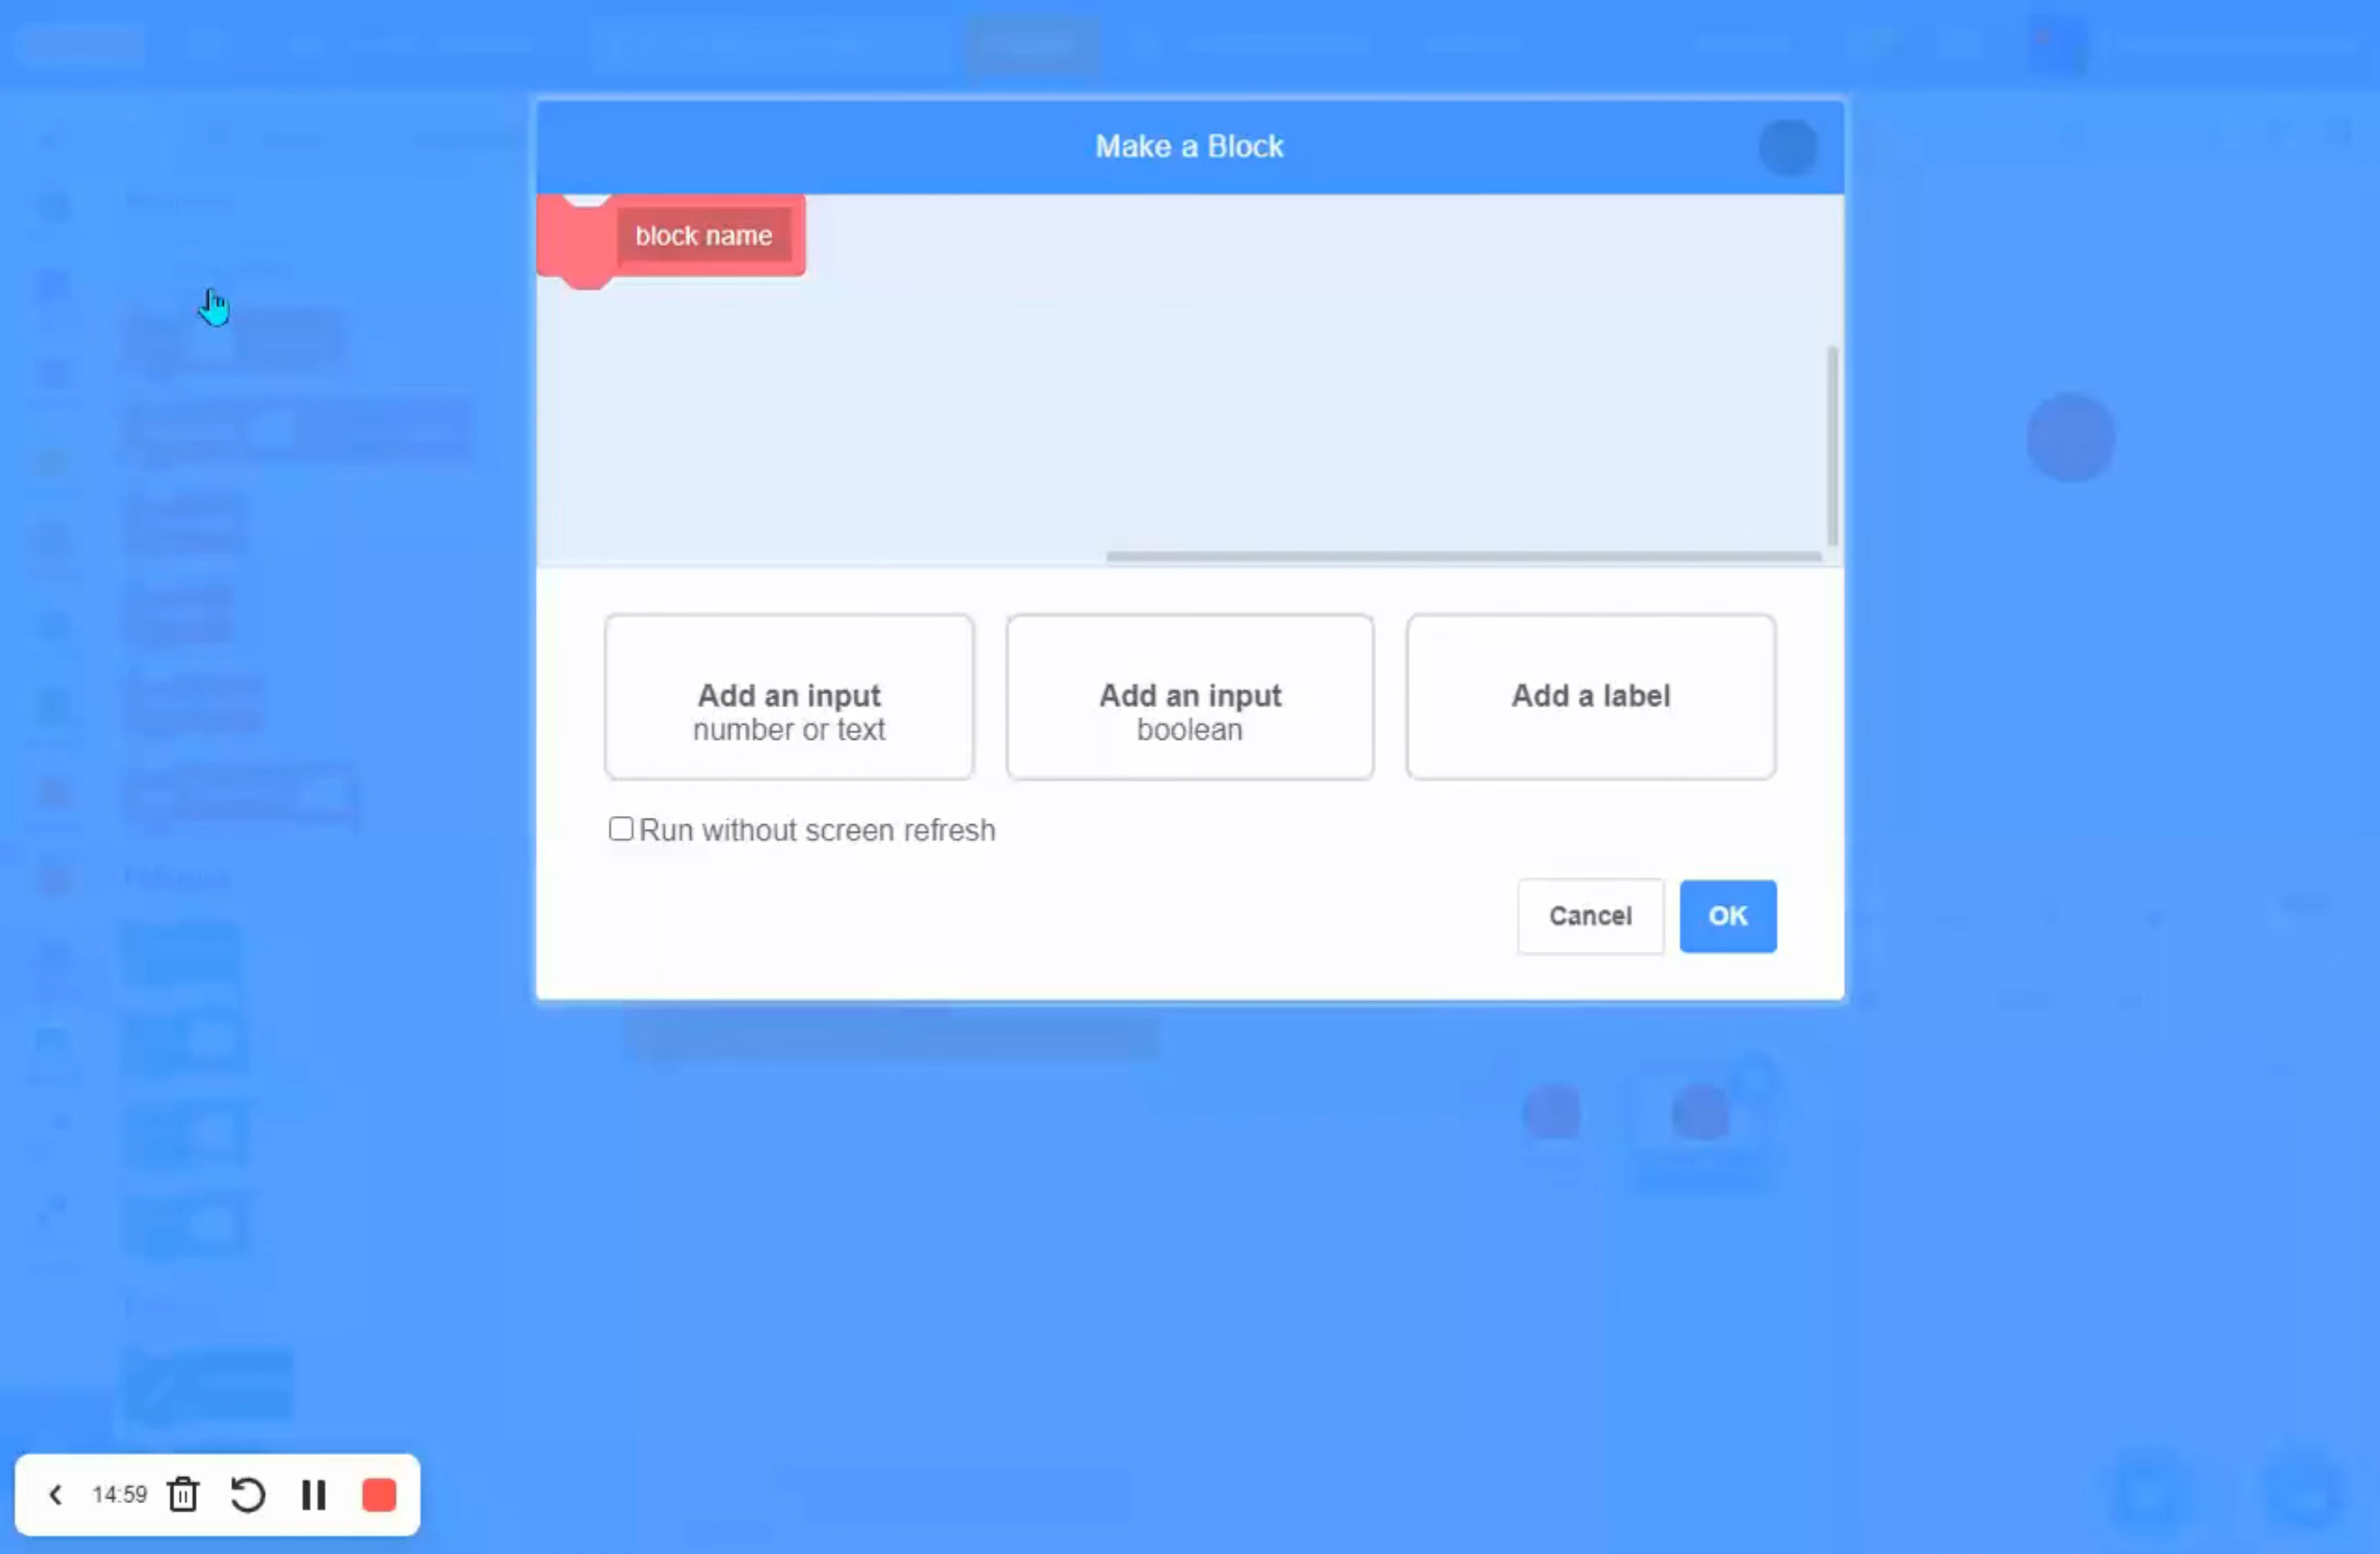 Make a Block
block name
Add an input
number or text
Add an input
boolean
Add a label
Run without screen refresh
Cancel
OK
14:59